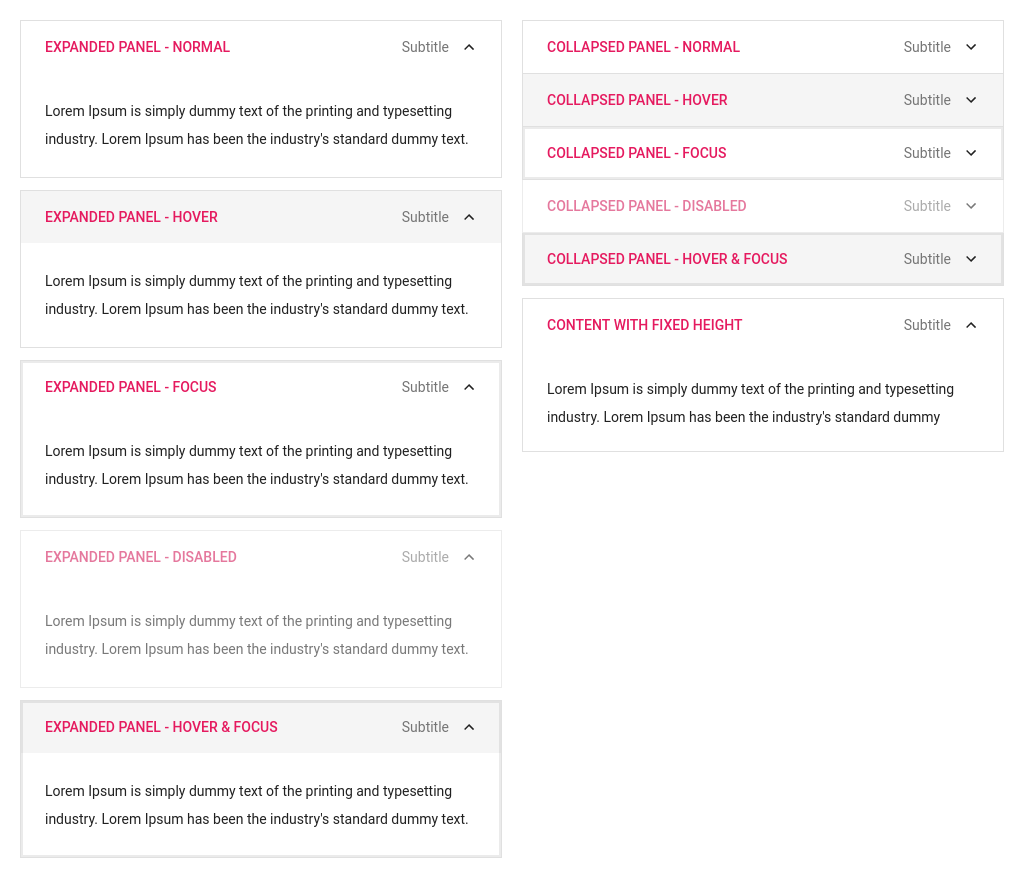 EXPANDED PANEL - NORMAL Subtitle
Lorem Ipsum is simply dummy text of the printing and typesetting
industry. Lorem Ipsum has been the industry's standard dummy text.
EXPANDED PANEL - HOVER Subtitle
Lorem Ipsum is simply dummy text of the printing and typesetting
industry. Lorem Ipsum has been the industry's standard dummy text.
EXPANDED PANEL - FOCUS Subtitle
Lorem Ipsum is simply dummy text of the printing and typesetting
industry. Lorem Ipsum has been the industry's standard dummy text.
EXPANDED PANEL - DISABLED Subtitle
Lorem Ipsum is simply dummy text of the printing and typesetting
industry. Lorem Ipsum has been the industry's standard dummy text.
EXPANDED PANEL - HOVER & FOCUS Subtitle
Lorem Ipsum is simply dummy text of the printing and typesetting
industry. Lorem Ipsum has been the industry's standard dummy text.
COLLAPSED PANEL - NORMAL Subtitle
COLLAPSED PANEL - HOVER Subtitle
COLLAPSED PANEL - FOCUS Subtitle
COLLAPSED PANEL - DISABLED Subtitle
COLLAPSED PANEL - HOVER & FOCUS Subtitle
CONTENT WITH FIXED HEIGHT Subtitle
Lorem Ipsum is simply dummy text of the printing and typesetting
industry. Lorem Ipsum has been the industry's standard dummy